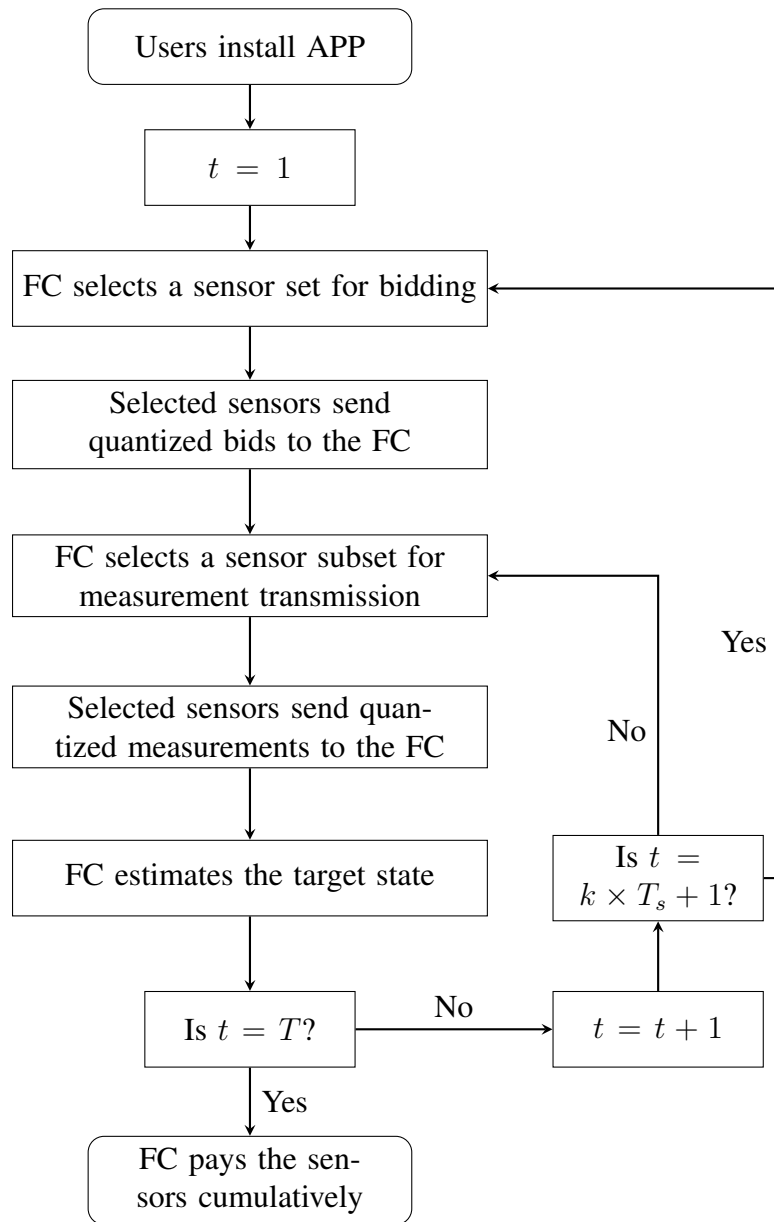 Users install APP
t = 1
FC selects a sensor set for bidding
Selected sensors send
quantized bids to the FC
FC selects a sensor subset for
measurement transmission
Yes
Selected sensors send quan-
tized measurements to the FC
No
FC estimates the target state
Is t =
k × T_s + 1?
Is t = T?
No
t = t + 1
Yes
FC pays the sen-
sors cumulatively